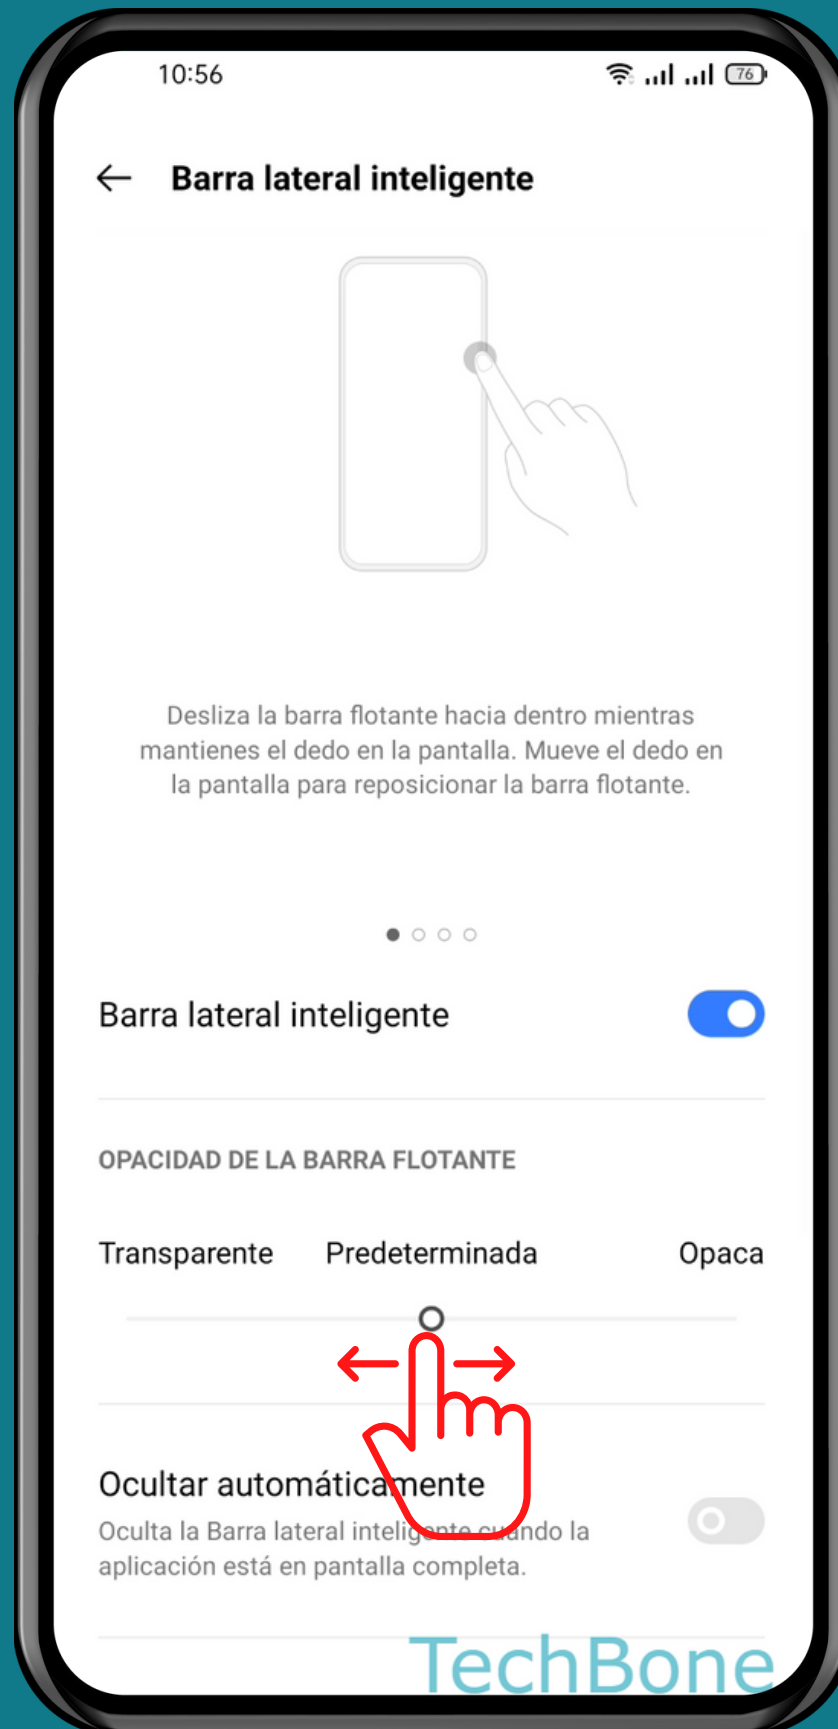 10:56
76
Barra lateral inteligente
Desliza la barra flotante hacia dentro mientras
mantienes el dedo en la pantalla. Mueve el dedo en
la pantalla para reposicionar la barra flotante.
Barra lateral inteligente
OPACIDAD DE LA BARRA FLOTANTE
Transparente Predeterminada Opaca
Ocultar automáticamente
Oculta la Barra lateral inteligente cuando la
aplicación está en pantalla completa.
TechBone